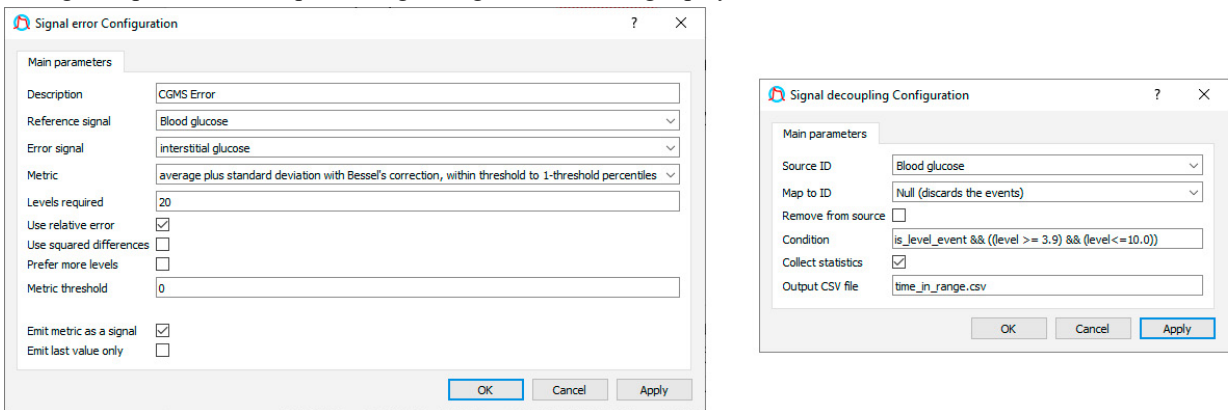 Signal error Configuration
?
Main parameters
Description CGMS Error
Reference signal Blood glucose
Error signal interstitial glucose
Metric average plus standard deviation with Bessel's correction, within threshold to 1-threshold percentiles
Levels required 20
Use relative error
Use squared differences
Prefer more levels
Metric threshold 0
Emit metric as a signal
Emit last value only
OK Cancel Apply
Signal decoupling Configuration
?
Main parameters
Source ID Blood glucose
Map to ID Null (discards the events)
Remove from source
Condition is_level_event && ((level >= 3.9) && (level<=10.0))
Collect statistics
Output CSV file time_in_range.csv
OK Cancel Apply